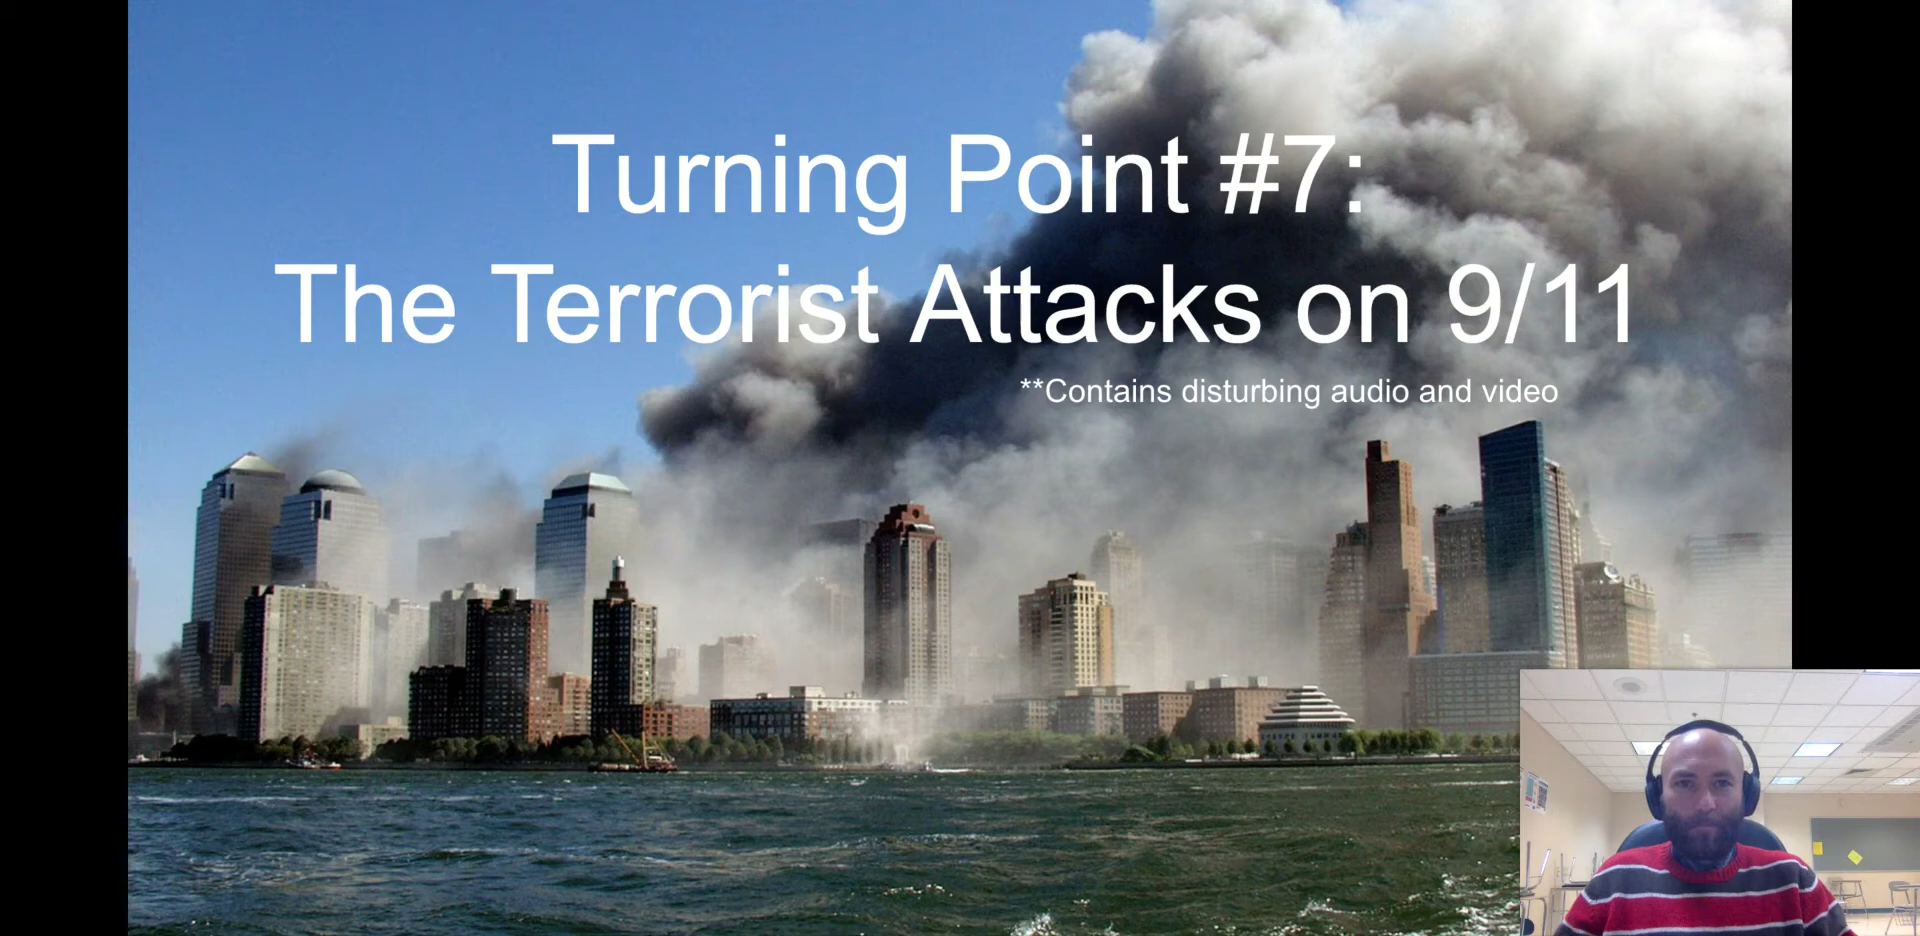 Turning Point #7:
The Terrorist Attacks on 9/11
**Contains disturbing audio and video